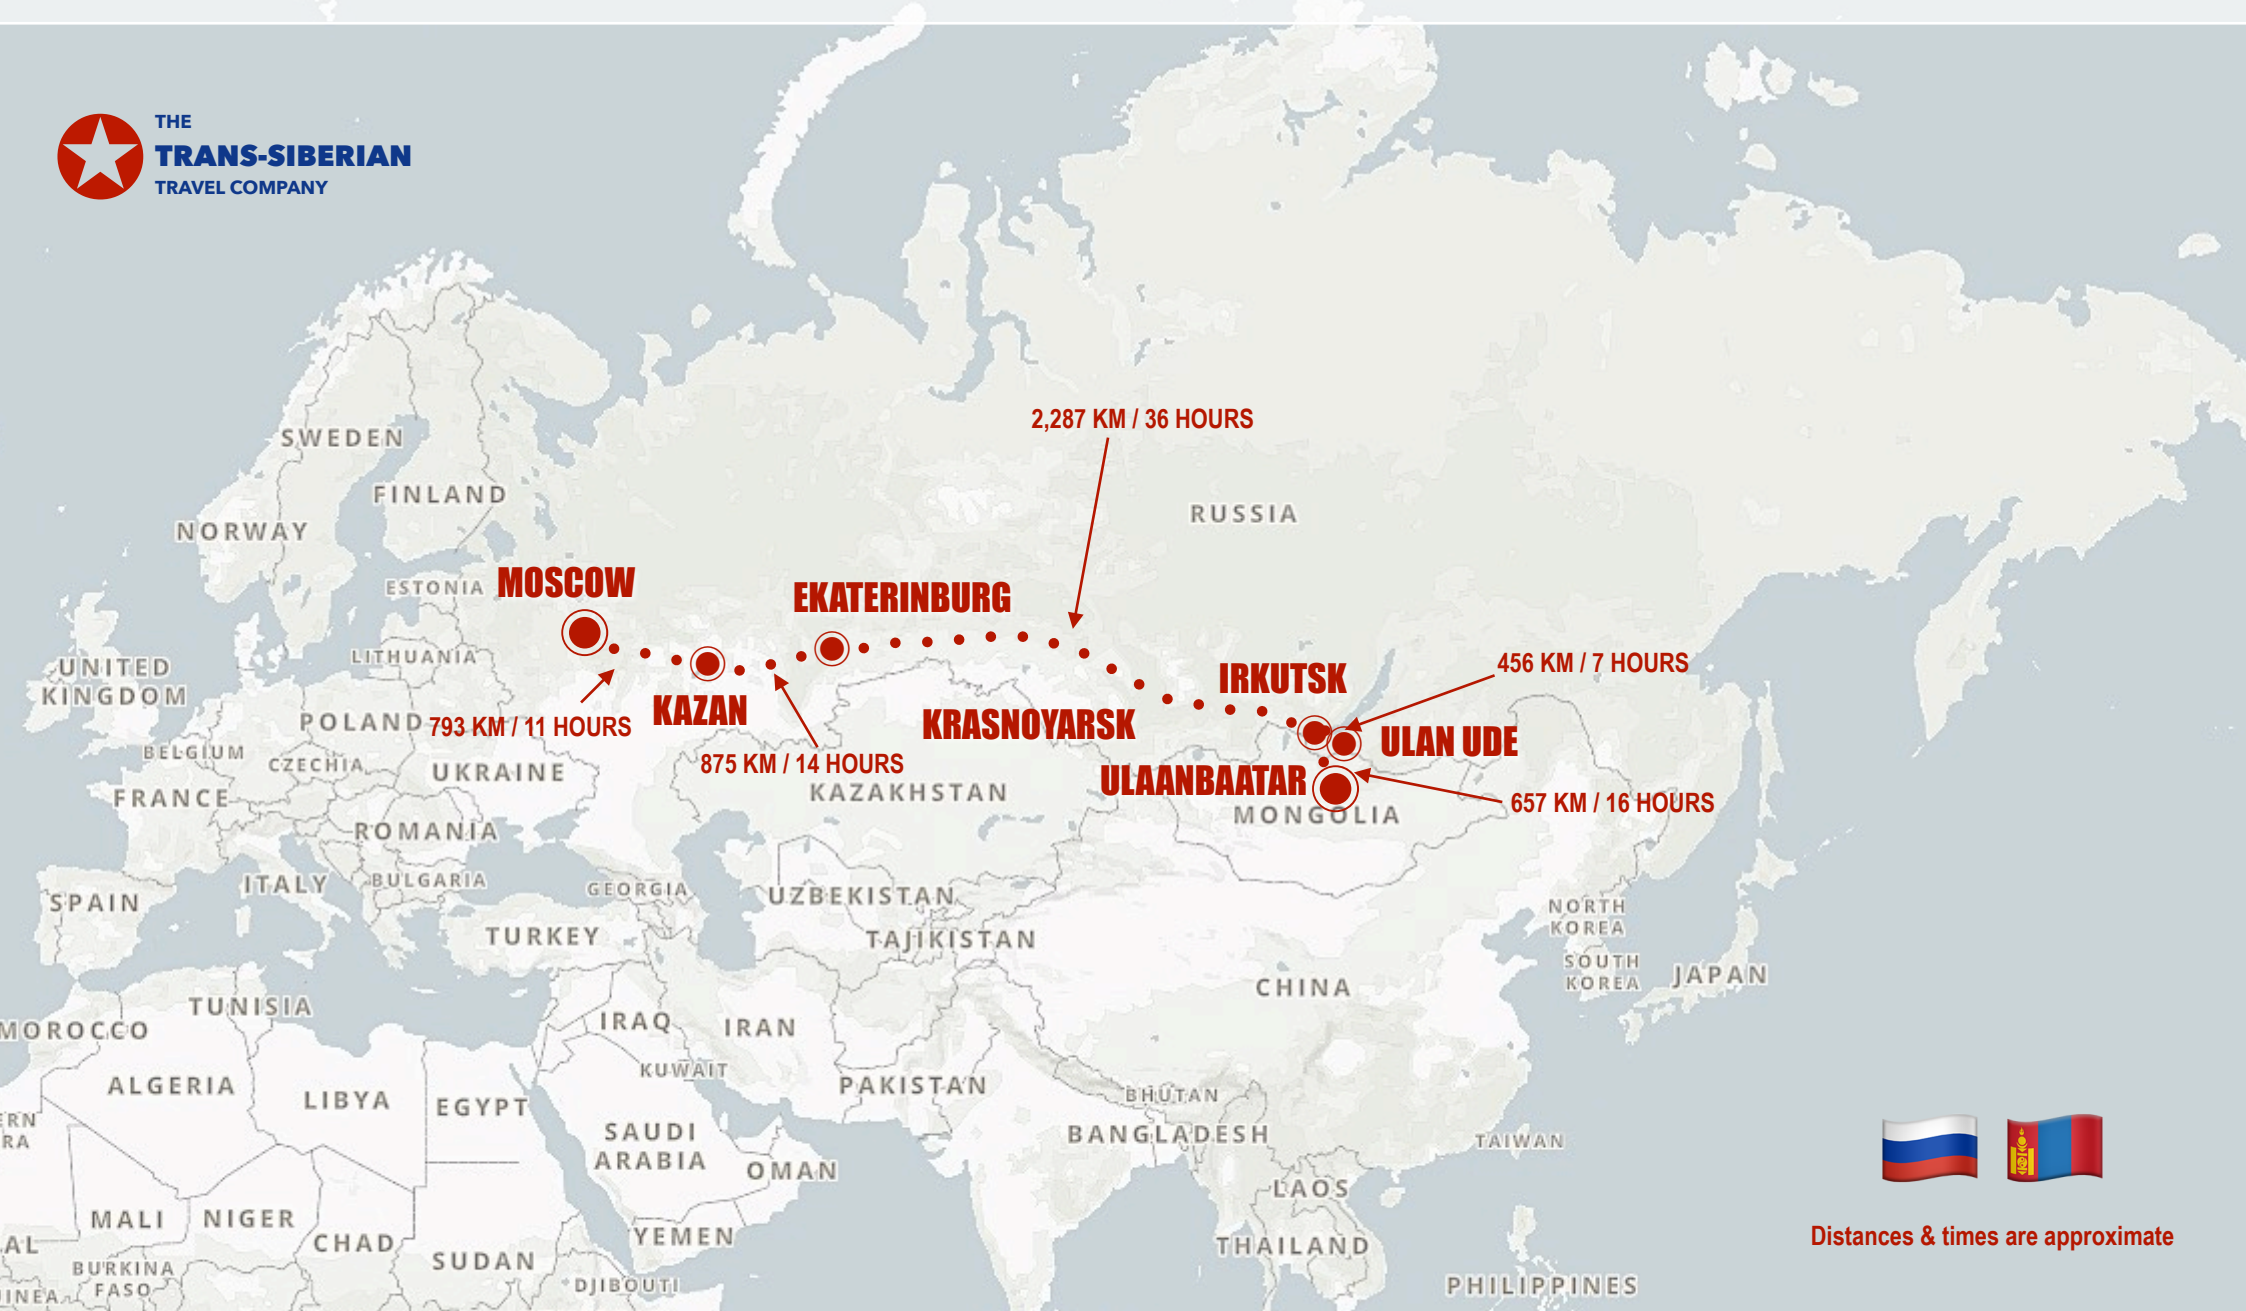 THE
TRANS-SIBERIAN
TRAVEL COMPANY
2,287 KM / 36 HOURS
SWEDEN
FINLAND
NORWAY
RUSSIA
ESTONIA
MOSCOW
EKATERINBURG
LITHUANIA
UNITED
KINGDOM
456 KM / 7 HOURS
IRKUTSK
KAZAN
POLAND
793 KM / 11 HOURS
KRASNOYARSK
ULAN UDE
BELGIUM
CZECHIA
UKRAINE
875 KM / 14 HOURS
KAZAKHSTAN
ULAANBAATAR
657 KM / 16 HOURS
MONGOLIA
FRANCE
ROMANIA
ITALY
BULGARIA
GEORGIA
UZBEKISTAN
SPAIN
TURKEY
TAJIKISTAN
NORTH
KOREA
SOUTH
KOREA
JAPAN
CHINA
TUNISIA
MOROCCO
IRAQ
IRAN
KUWAIT
ALGERIA
LIBYA
EGYPT
PAKISTAN
BHUTAN
BANGLADESH
TAIWAN
ERN
RA
SAUDI
ARABIA
OMAN
LAOS
MALI
NIGER
CHAD
SUDAN
YEMEN
THAILAND
AL
BURKINA
FASO
INEA
DJIBOUTI
PHILIPPINES
Distances & times are approximate